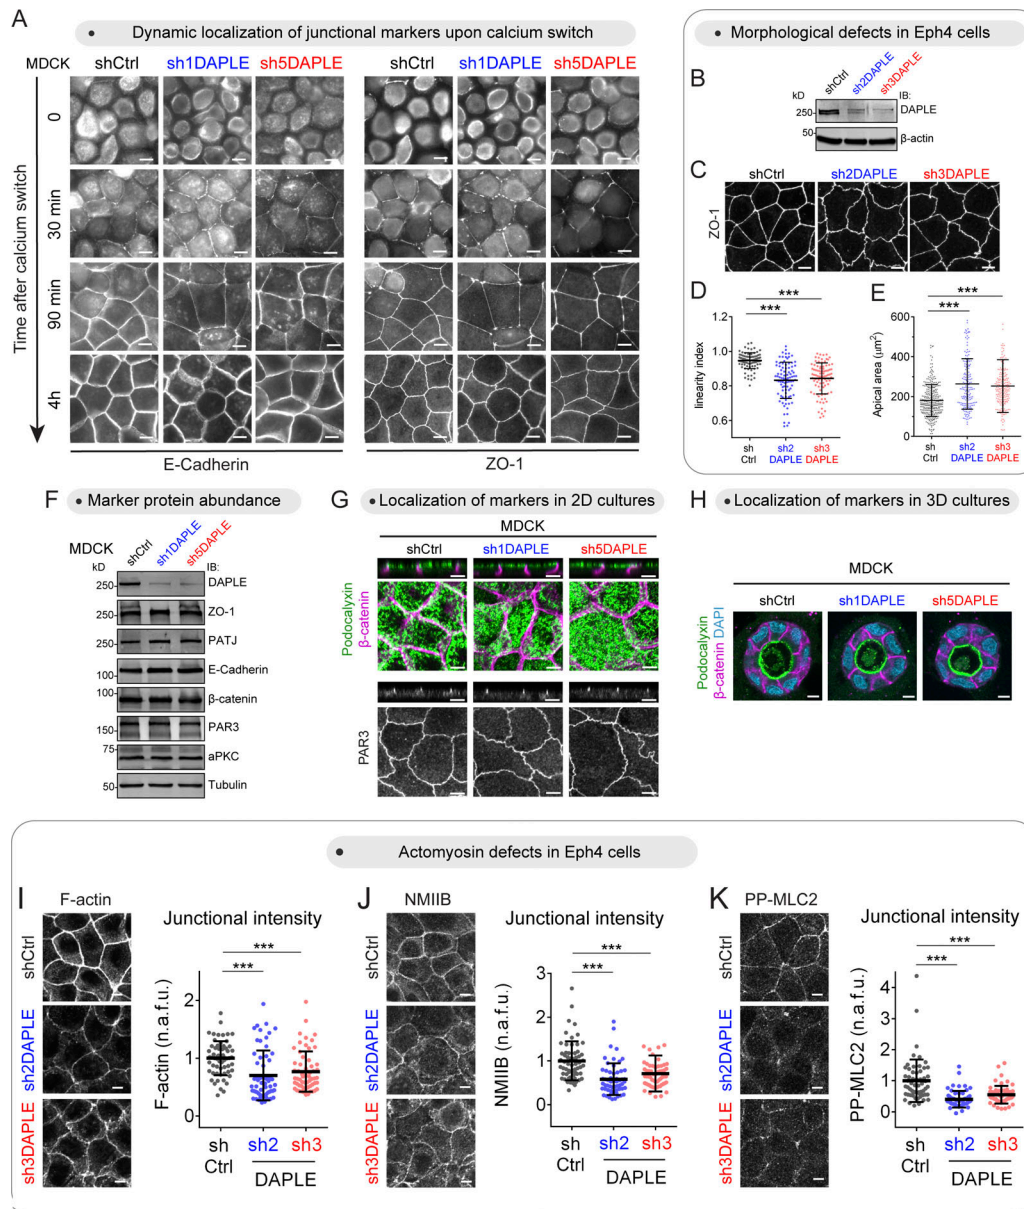 A
• Dynamic localization of junctional markers upon calcium switch
MDCK shCtrl sh1DAPLE sh5DAPLE shCtrl sh1DAPLE sh5DAPLE
Time after calcium switch
0
30 min
90 min
4h
E-Cadherin ZO-1
• Morphological defects in Eph4 cells
B
shCtrl sh2DAPLE sh3DAPLE
kD IB:
250 DAPLE
50 β-actin
C
shCtrl sh2DAPLE sh3DAPLE
ZO-1
D
*** ***
linearity index
1.2
1.0
0.8
0.6
sh Ctrl sh2 DAPLE sh3 DAPLE
E
*** ***
Apical area (μm²)
600
400
200
0
sh Ctrl sh2 DAPLE sh3 DAPLE
F • Marker protein abundance
MDCK shCtrl sh1DAPLE sh5DAPLE
kD IB:
250 DAPLE
250 ZO-1
250 PATJ
100 E-Cadherin
100 β-catenin
150 PAR3
75 aPKC
50 Tubulin
G • Localization of markers in 2D cultures
MDCK
shCtrl sh1DAPLE sh5DAPLE
Podocalyxin
β-catenin
PAR3
H • Localization of markers in 3D cultures
MDCK
shCtrl sh1DAPLE sh5DAPLE
Podocalyxin
β-catenin DAPI
• Actomyosin defects in Eph4 cells
I F-actin
shCtrl
sh2DAPLE
sh3DAPLE
Junctional intensity
*** ***
F-actin (n.a.f.u.)
2
1
0
sh Ctrl sh2 sh3
DAPLE
J NMIIB
shCtrl
sh2DAPLE
sh3DAPLE
Junctional intensity
*** ***
NMIIB (n.a.f.u.)
3
2
1
0
sh Ctrl sh2 sh3
DAPLE
K PP-MLC2
shCtrl
sh2DAPLE
sh3DAPLE
Junctional intensity
*** ***
PP-MLC2 (n.a.f.u.)
4
3
2
1
0
sh Ctrl sh2 sh3
DAPLE